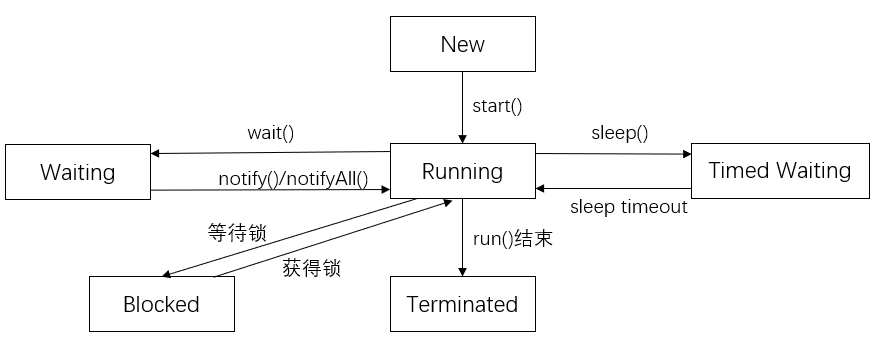 New
start()
wait()
sleep()
Waiting
Running
Timed Waiting
notify()/notifyAll()
sleep timeout
等待锁
run()结束
获得锁
Blocked
Terminated